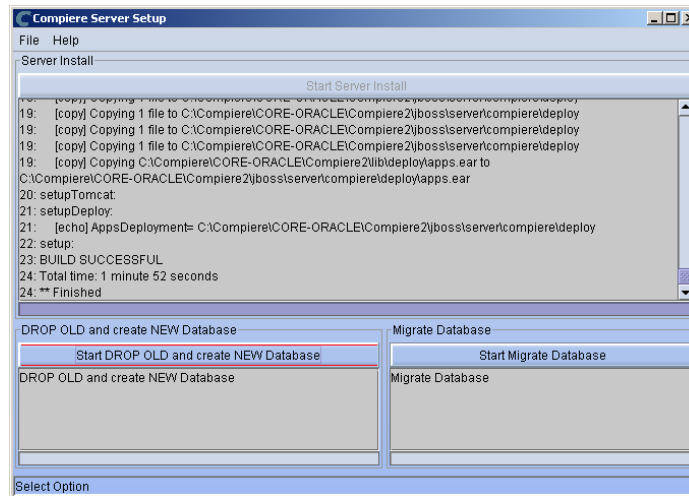 Compiere Server Setup
File Help
Server Install
Start Server Install
19: [copy] Copying 1 file to C:\Compiere\CORE-ORACLE\Compiere2\jboss\server\compiere\deploy
19: [copy] Copying 1 file to C:\Compiere\CORE-ORACLE\Compiere2\jboss\server\compiere\deploy
19: [copy] Copying 1 file to C:\Compiere\CORE-ORACLE\Compiere2\jboss\server\compiere\deploy
19: [copy] Copying C:\Compiere\CORE-ORACLE\Compiere2\lib\deploy\apps.ear to
C:\Compiere\CORE-ORACLE\Compiere2\jboss\server\compiere\deploy\apps.ear
20: setupTomcat:
21: setupDeploy:
21: [echo] AppsDeployment= C:\Compiere\CORE-ORACLE\Compiere2\jboss\server\compiere\deploy
22: setup:
23: BUILD SUCCESSFUL
24: Total time: 1 minute 52 seconds
24: ** Finished
DROP OLD and create NEW Database
Start DROP OLD and create NEW Database
DROP OLD and create NEW Database
Migrate Database
Start Migrate Database
Migrate Database
Select Option